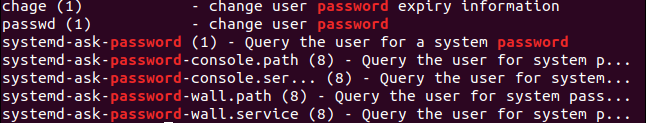 chage (1)            - change user password expiry information
passwd (1)           - change user password
systemd-ask-password (1) - Query the user for a system password
systemd-ask-password-console.path (8) - Query the user for system p...
systemd-ask-password-console.ser... (8) - Query the user for system...
systemd-ask-password-wall.path (8) - Query the user for system pass...
systemd-ask-password-wall.service (8) - Query the user for system p...